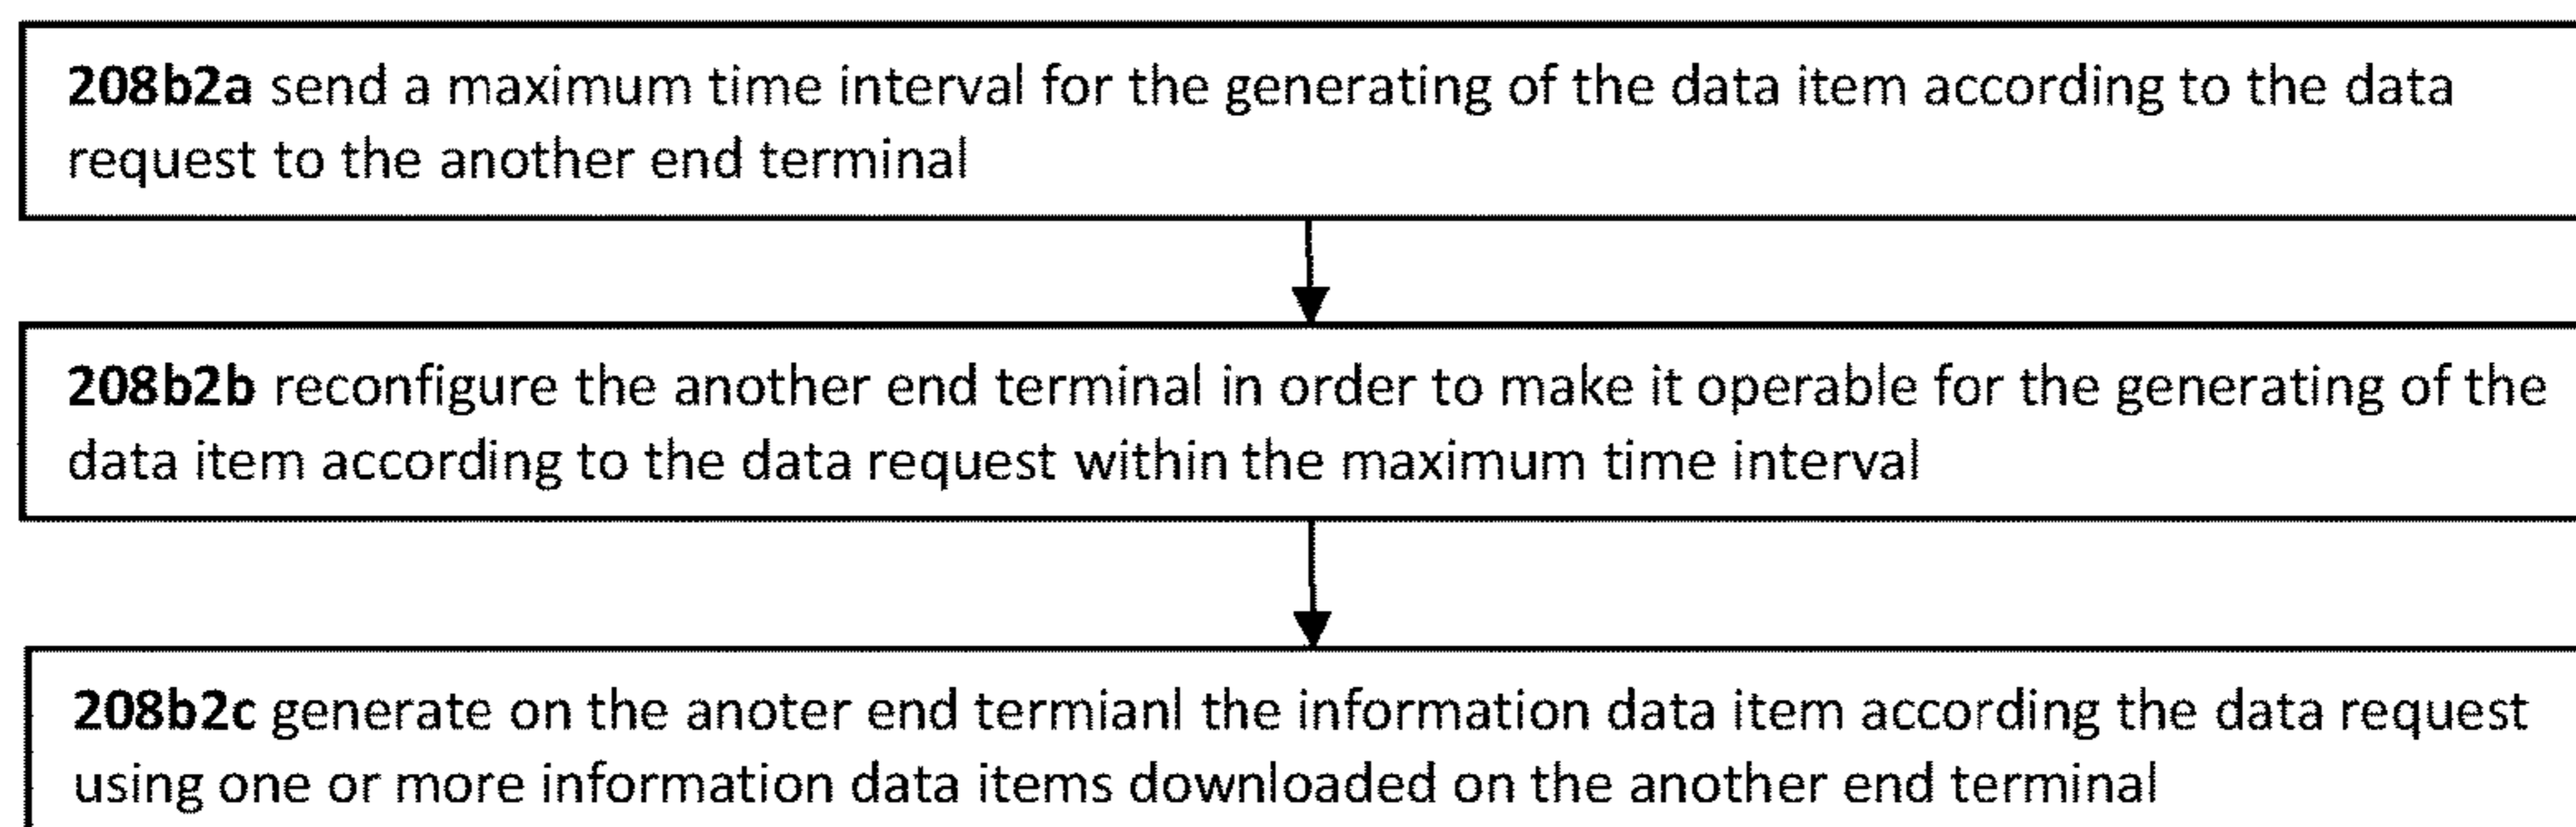 208b2a send a maximum time interval for the generating of the data item according to the data
request to the another end terminal
208b2b reconfigure the another end terminal in order to make it operable for the generating of the
data item according to the data request within the maximum time interval
208b2c generate on the anoter end termianl the information data item according the data request
using one or more information data items downloaded on the another end terminal